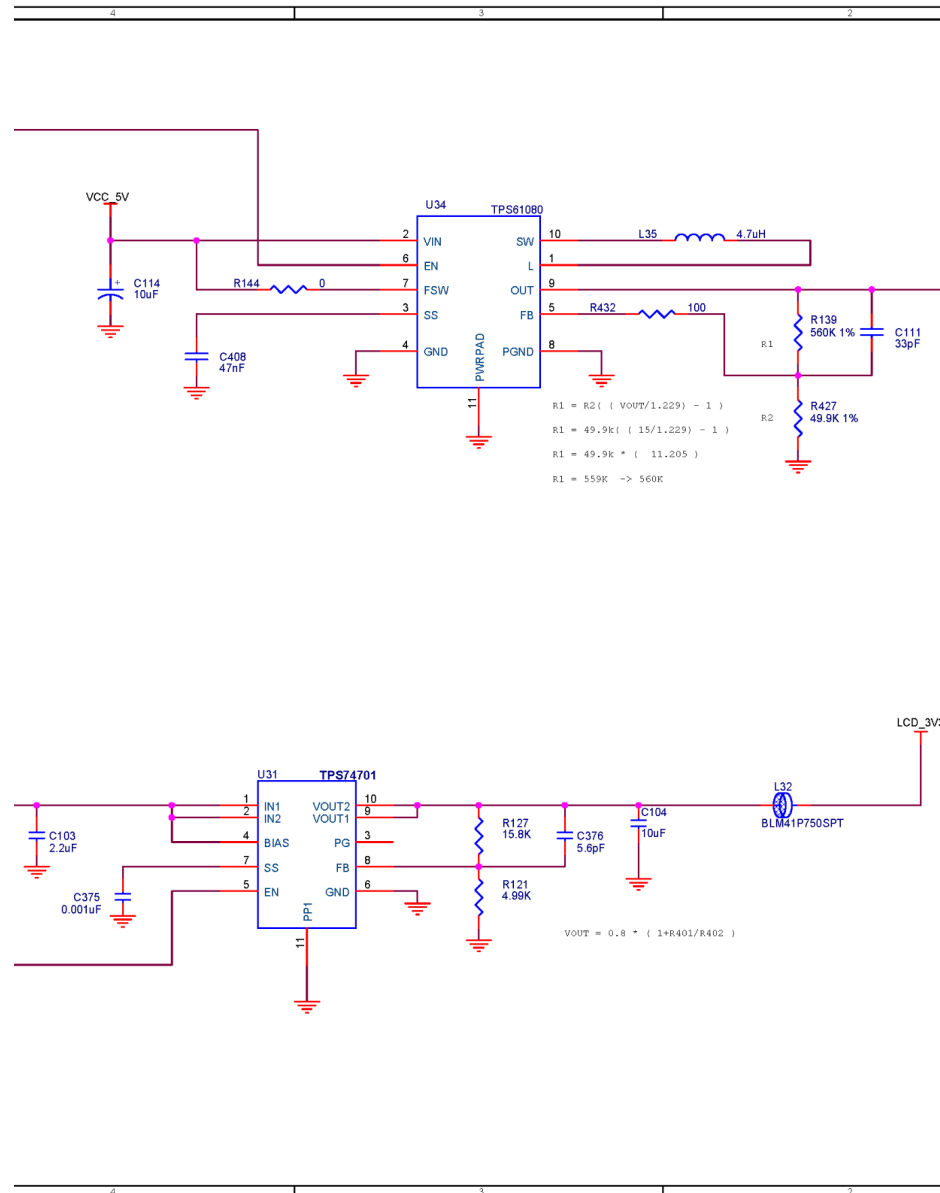 4 3 2
VCC_5V
U34
TPS61080
2 VIN
6 EN
7 FSW
3 SS
4 GND
SW 10
L 1
OUT 9
FB 5
PGND 8
PWRPAD
11
L35 4.7uH
C114
10uF
R144 0
C408
47nF
R432 100
R1
R139
560K 1%
C111
33pF
R2
R427
49.9K 1%
R1 = R2( ( VOUT/1.229) - 1 )
R1 = 49.9k( ( 15/1.229) - 1 )
R1 = 49.9k * ( 11.205 )
R1 = 559K -> 560K
LCD_3V3
U31
TPS74701
1 IN1
2 IN2
4 BIAS
7 SS
5 EN
VOUT2 10
VOUT1 9
PG 3
FB 8
GND 6
PP1
11
C103
2.2uF
C375
0.001uF
R127
15.8K
R121
4.99K
C376
5.6pF
C104
10uF
L32
BLM41P750SPT
VOUT = 0.8 * ( 1+R401/R402 )
4 3 2